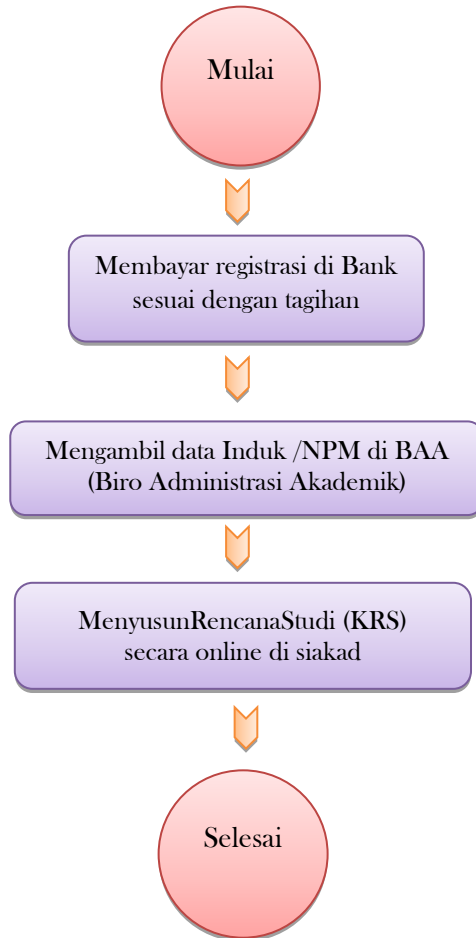 Mulai
Membayar registrasi di Bank
sesuai dengan tagihan
Mengambil data Induk /NPM di BAA
(Biro Administrasi Akademik)
MenyusunRencanaStudi (KRS)
secara online di siakad
Selesai